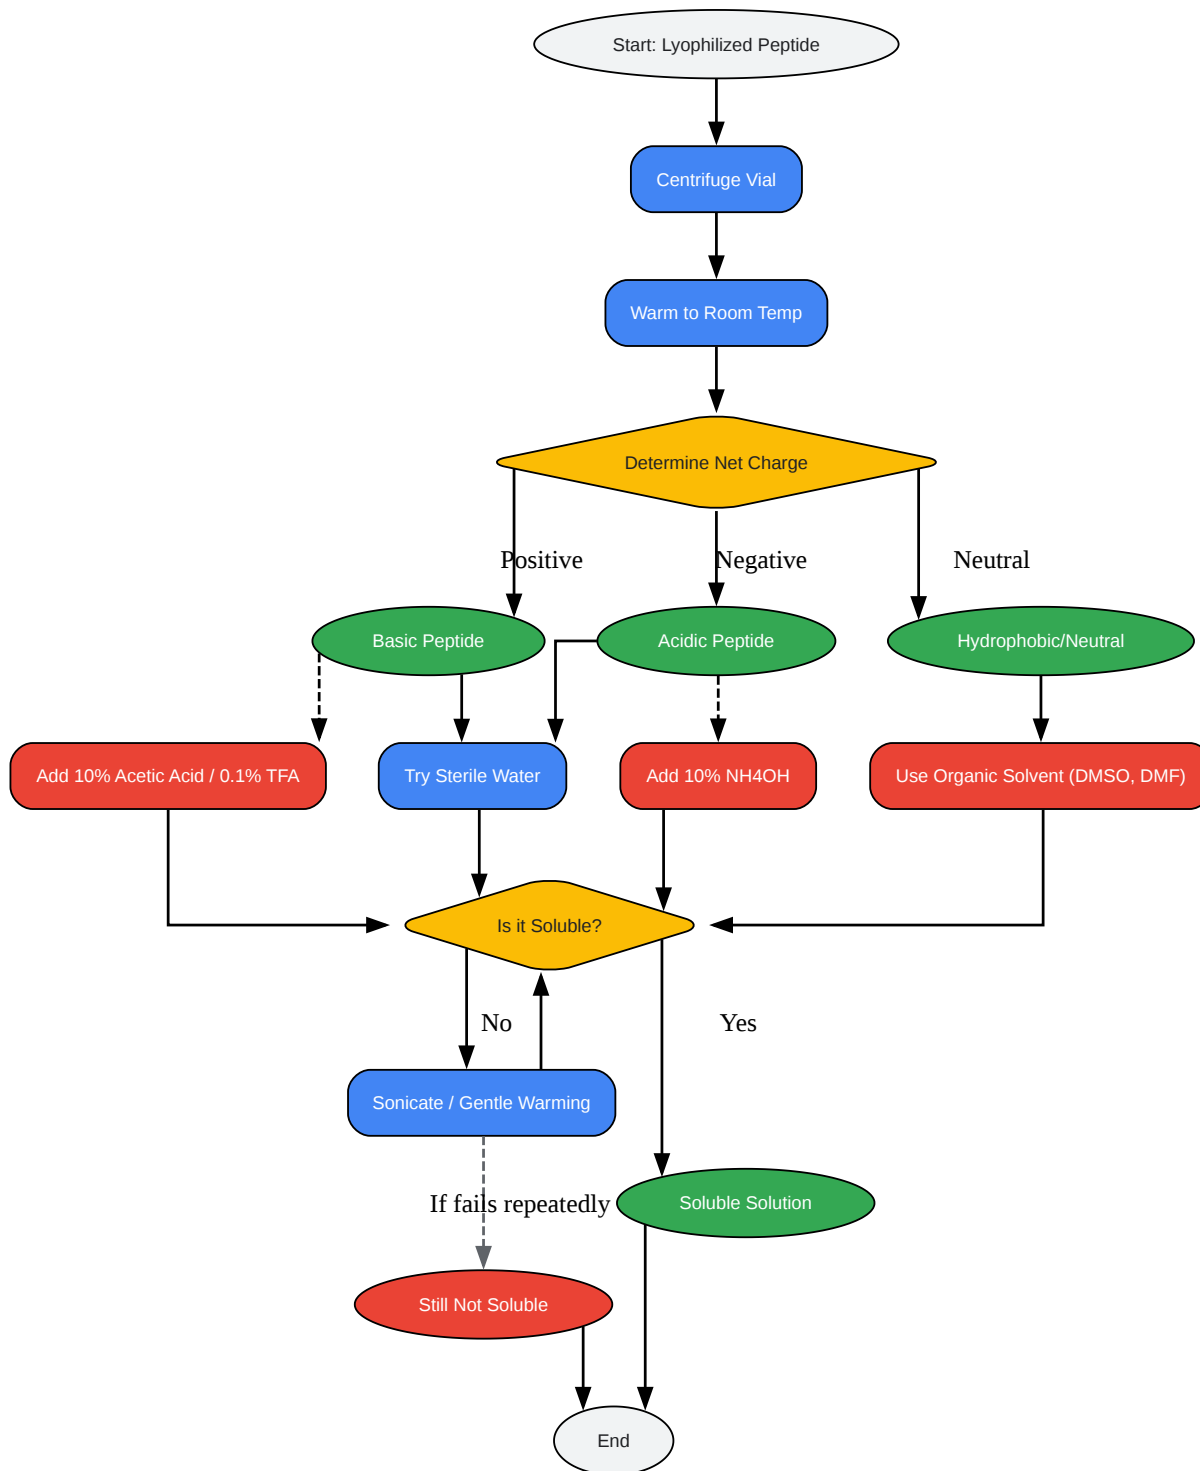 Start: Lyophilized Peptide
Centrifuge Vial
Warm to Room Temp
Determine Net Charge
Positive
Negative
Neutral
Basic Peptide
Acidic Peptide
Hydrophobic/Neutral
Add 10% Acetic Acid / 0.1% TFA
Try Sterile Water
Add 10% NH4OH
Use Organic Solvent (DMSO, DMF)
Is it Soluble?
No
Yes
Sonicate / Gentle Warming
If fails repeatedly
Soluble Solution
Still Not Soluble
End